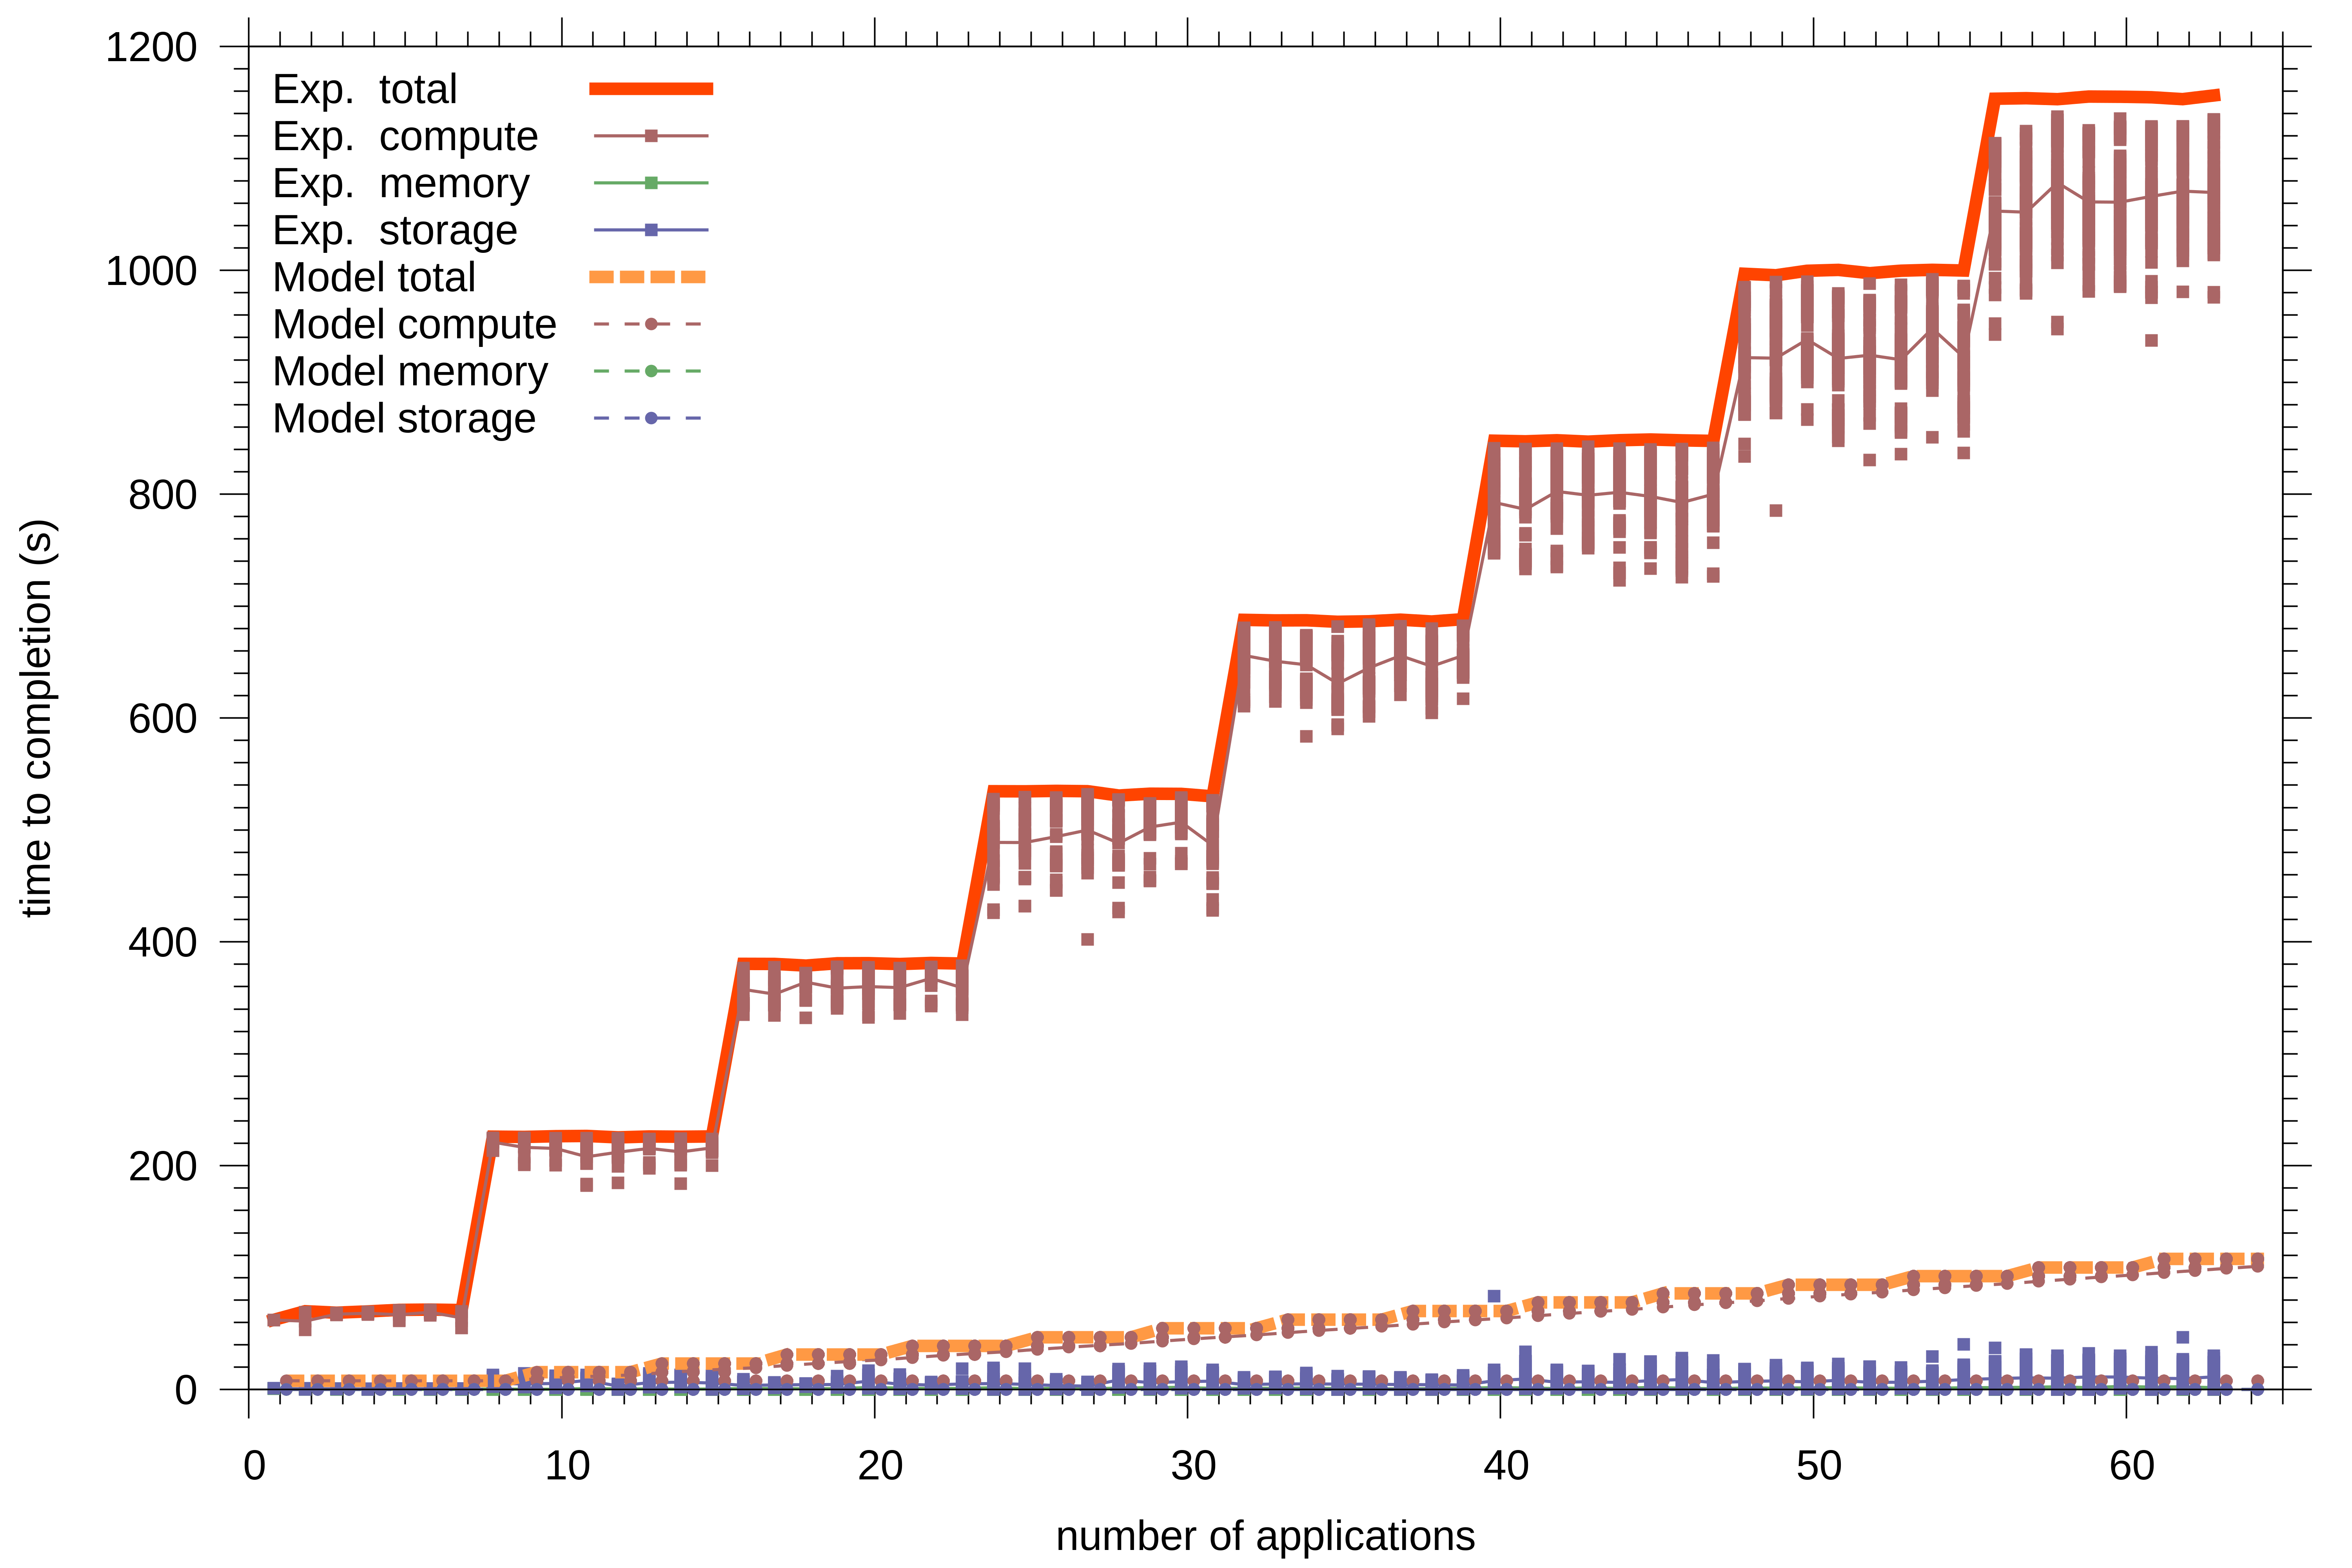 1200
1000
800
600
400
200
0
time to completion (s)
Exp. total
Exp. compute
Exp. memory
Exp. storage
Model total
Model compute
Model memory
Model storage
0 10 20 30 40 50 60
number of applications